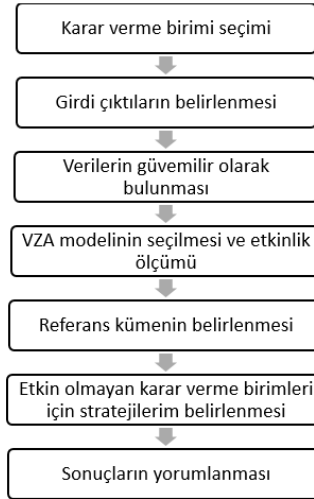 Karar verme birimi seçimi
Girdi çıktıların belirlenmesi
Verilerin güvemilir olarak
bulunması
VZA modelinin seçilmesi ve etkinlik
ölçümü
Referans kümenin belirlenmesi
Etkin olmayan karar verme birimleri
için stratejilerim belirlenmesi
Sonuçların yorumlanması